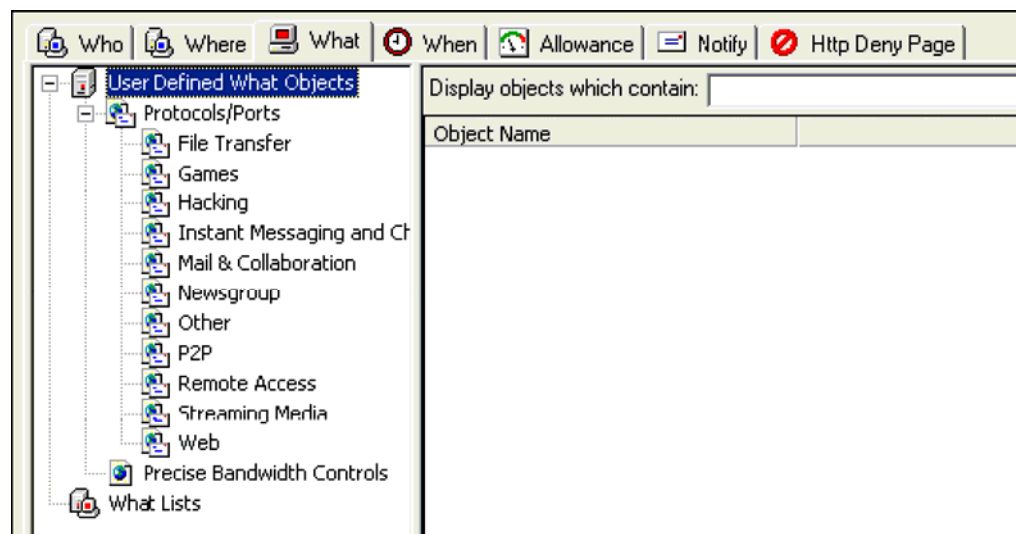 Who Where What When Allowance Notify Http Deny Page
User Defined What Objects
Display objects which contain:
Object Name
Protocols/Ports
File Transfer
Games
Hacking
Instant Messaging and Ch
Mail & Collaboration
Newsgroup
Other
P2P
Remote Access
Streaming Media
Web
Precise Bandwidth Controls
What Lists